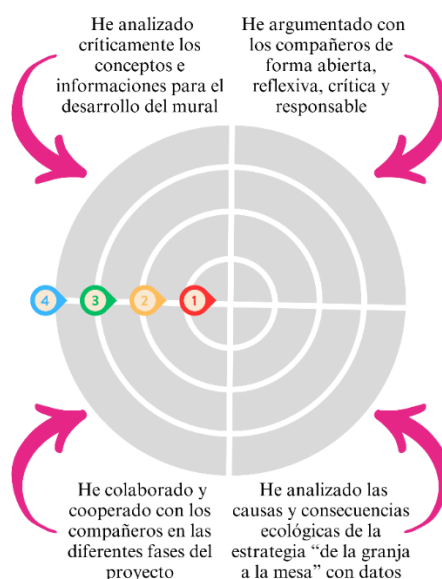 He analizado
críticamente los
conceptos e
informaciones para el
desarrollo del mural
He argumentado con
los compañeros de
forma abierta,
reflexiva, crítica y
responsable
4
3
2
1
He colaborado y
cooperado con los
compañeros en las
diferentes fases del
proyecto
He analizado las
causas y consecuencias
ecológicas de la
estrategia “de la granja
a la mesa” con datos